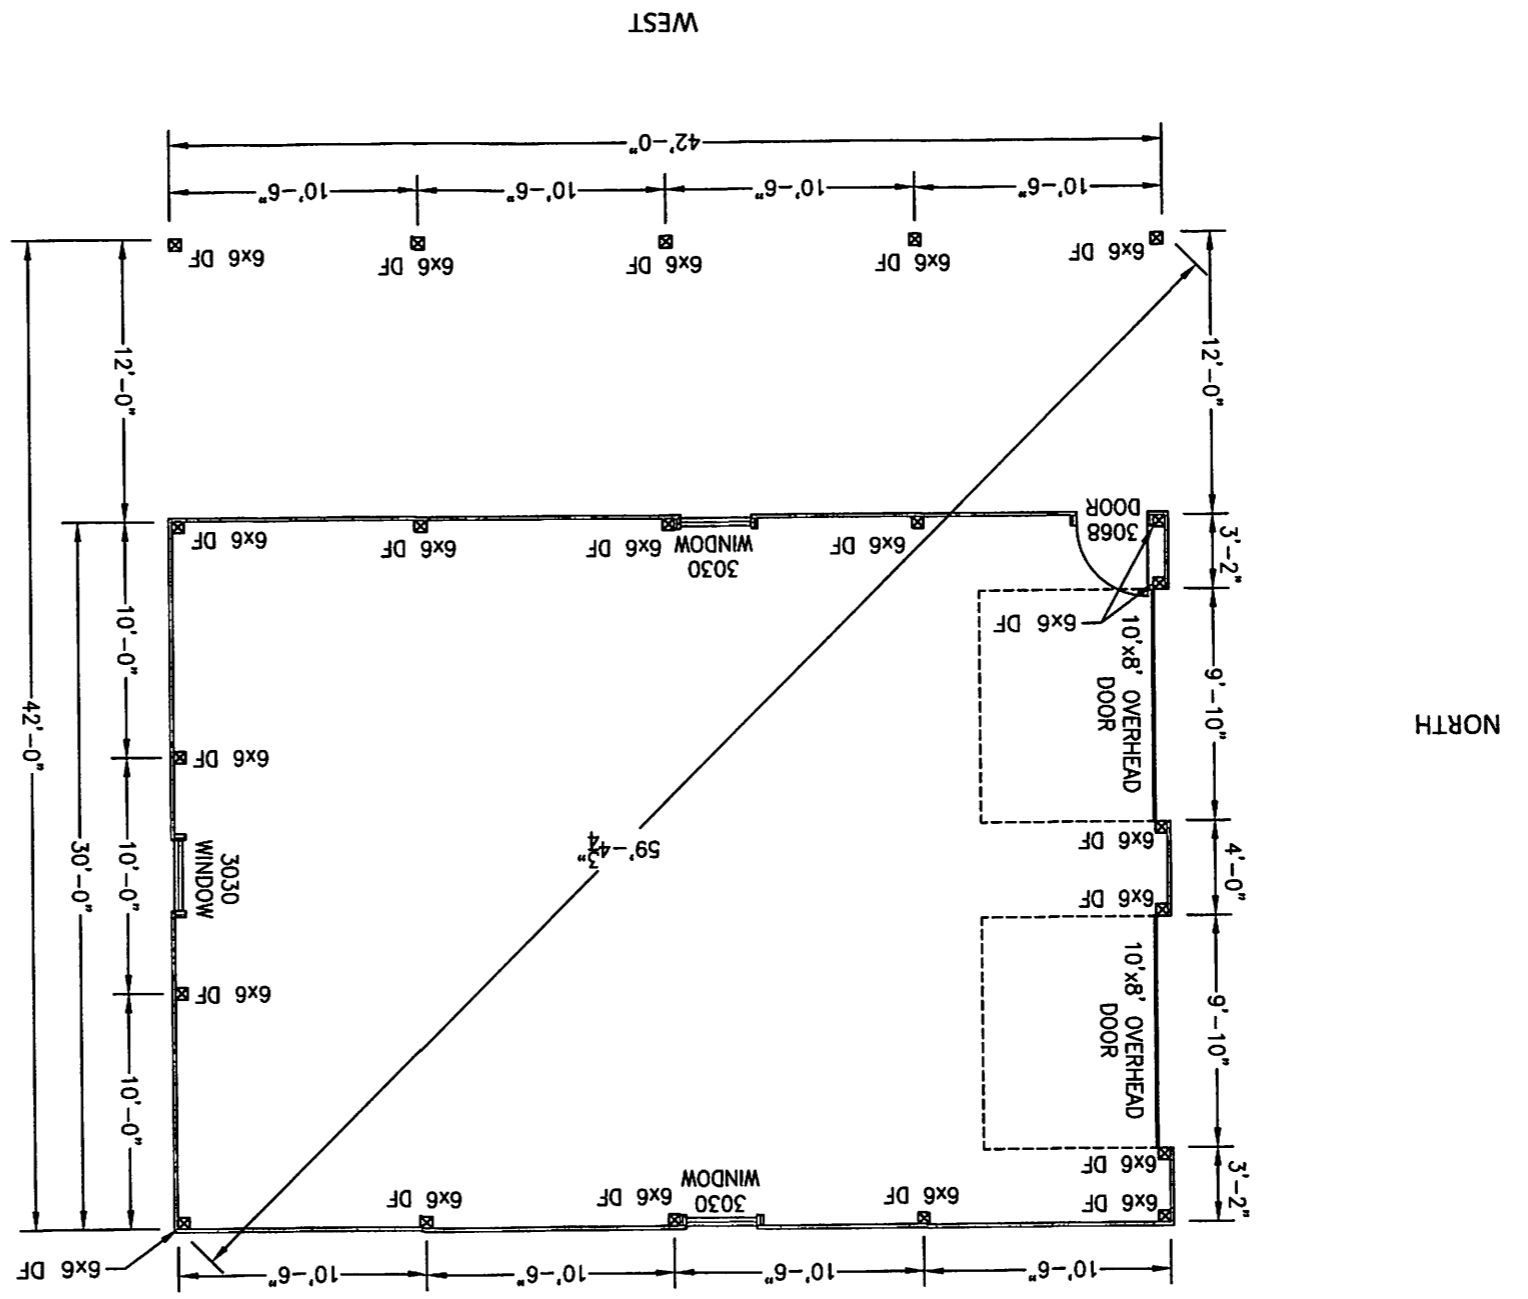 WEST
42'-0"
10'-6"
10'-6"
10'-6"
10'-6"
6x6 DF
6x6 DF
6x6 DF
6x6 DF
6x6 DF
12'-0"
12'-0"
3068
DOOR
3'-2"
6x6 DF
6x6 DF
6x6 DF
3030
WINDOW
6x6 DF
6x6 DF
10'-0"
10'x8' OVERHEAD
DOOR
9'-10"
42'-0"
NORTH
6x6 DF
59'-4 3/4"
6x6 DF
4'-0"
30'-0"
10'-0"
3030
WINDOW
6x6 DF
6x6 DF
10'x8' OVERHEAD
DOOR
9'-10"
10'-0"
6x6 DF
3'-2"
6x6 DF
3030
WINDOW
6x6 DF
6x6 DF
6x6 DF
6x6 DF
10'-6"
10'-6"
10'-6"
10'-6"